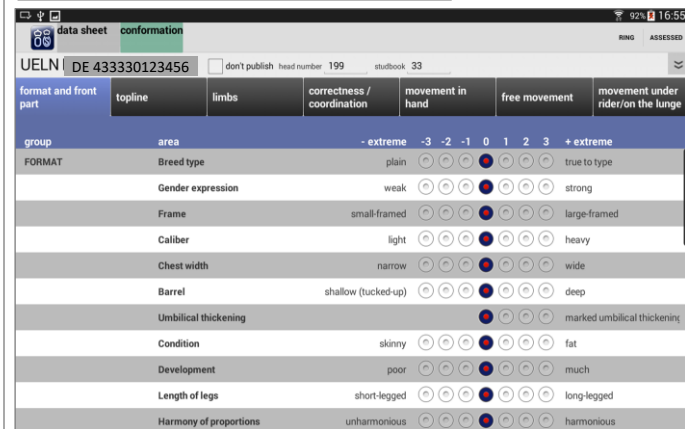 92% 16:55
data sheet conformation RING ASSESSED
UELN DE 433330123456 don't publish head number 199 studbook 33
format and front part topline limbs correctness / coordination movement in hand free movement movement under rider/on the lunge
group area - extreme -3 -2 -1 0 1 2 3 + extreme
FORMAT Breed type plain true to type
Gender expression weak strong
Frame small-framed large-framed
Caliber light heavy
Chest width narrow wide
Barrel shallow (tucked-up) deep
Umbilical thickening marked umbilical thickening
Condition skinny fat
Development poor much
Length of legs short-legged long-legged
Harmony of proportions unharmonious harmonious